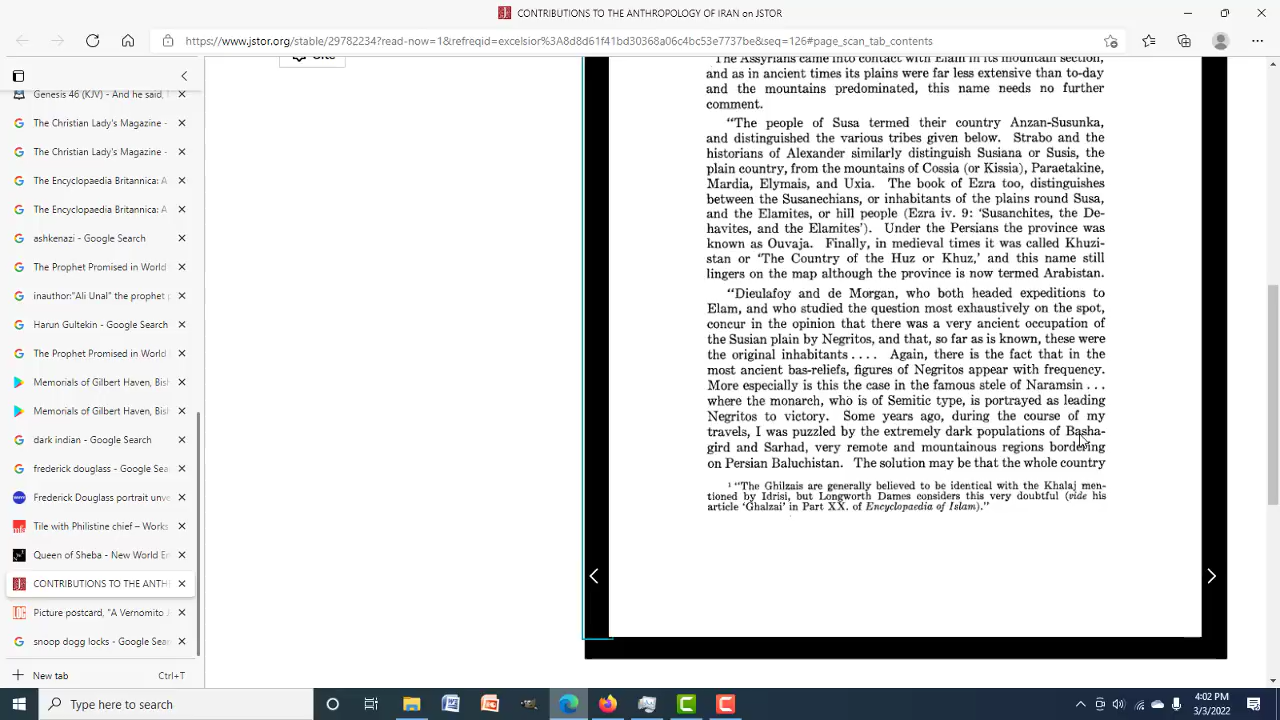 CONTRIBUTIONS TO THE ANTHROPOLOGY OF IRAN on JSTOR
https://www.jstor.org/stable/29782234?read-now=1&refreqid=excelsior%3A8d8d61f41bd30368a06c4bc53e7737be&seq=126#page_scan_tab_contents
Genesis 46 (KJV) - And he said,
The Christian Lady's Magazine -
The Christian Lady's Magazine -
The Encyclopaedia Britannica: A
The Encyclopaedia Britannica: A
ashkenazi - Google Search
The Prophet Promised in World
inauthor:"Ali Unal" the prophet
Harun Gultekin - Google Search
The Prophet Promised in World
Memorials of Gilbert Haven, Bish
Memorials of Gilbert Haven, Bish
dark indian - Google Search
frederick douglass - Google Sear
Frederick Douglass portrait unve
Tile with Philistine chief – Works
Queen of Sheba - New World En
CONTRIBUTIONS TO THE ANTH
Picture postcard, "A Vernomito
snoop dogg locks - Google Sear
New tab Ctrl+T
Cite
The Assyrians came into contact with Elam in its mountain section,
and as in ancient times its plains were far less extensive than to-day
and the mountains predominated, this name needs no further
comment.
"The people of Susa termed their country Anzan-Susunka,
and distinguished the various tribes given below. Strabo and the
historians of Alexander similarly distinguish Susiana or Susis, the
plain country, from the mountains of Cossia (or Kissia), Paraetakine,
Mardia, Elymais, and Uxia. The book of Ezra too, distinguishes
between the Susanechians, or inhabitants of the plains round Susa,
and the Elamites, or hill people (Ezra iv. 9: 'Susanchites, the De-
havites, and the Elamites'). Under the Persians the province was
known as Ouvaja. Finally, in medieval times it was called Khuzi-
stan or 'The Country of the Huz or Khuz,' and this name still
lingers on the map although the province is now termed Arabistan.
"Dieulafoy and de Morgan, who both headed expeditions to
Elam, and who studied the question most exhaustively on the spot,
concur in the opinion that there was a very ancient occupation of
the Susian plain by Negritos, and that, so far as is known, these were
the original inhabitants . . . . Again, there is the fact that in the
most ancient bas-reliefs, figures of Negritos appear with frequency.
More especially is this the case in the famous stele of Naramsin . . .
where the monarch, who is of Semitic type, is portrayed as leading
Negritos to victory. Some years ago, during the course of my
travels, I was puzzled by the extremely dark populations of Basha-
gird and Sarhad, very remote and mountainous regions bordering
on Persian Baluchistan. The solution may be that the whole country
¹ "The Ghilzais are generally believed to be identical with the Khalaj men-
tioned by Idrisi, but Longworth Dames considers this very doubtful (vide his
article 'Ghalzai' in Part XX. of Encyclopaedia of Islam)."
Type here to search
4:02 PM
3/3/2022